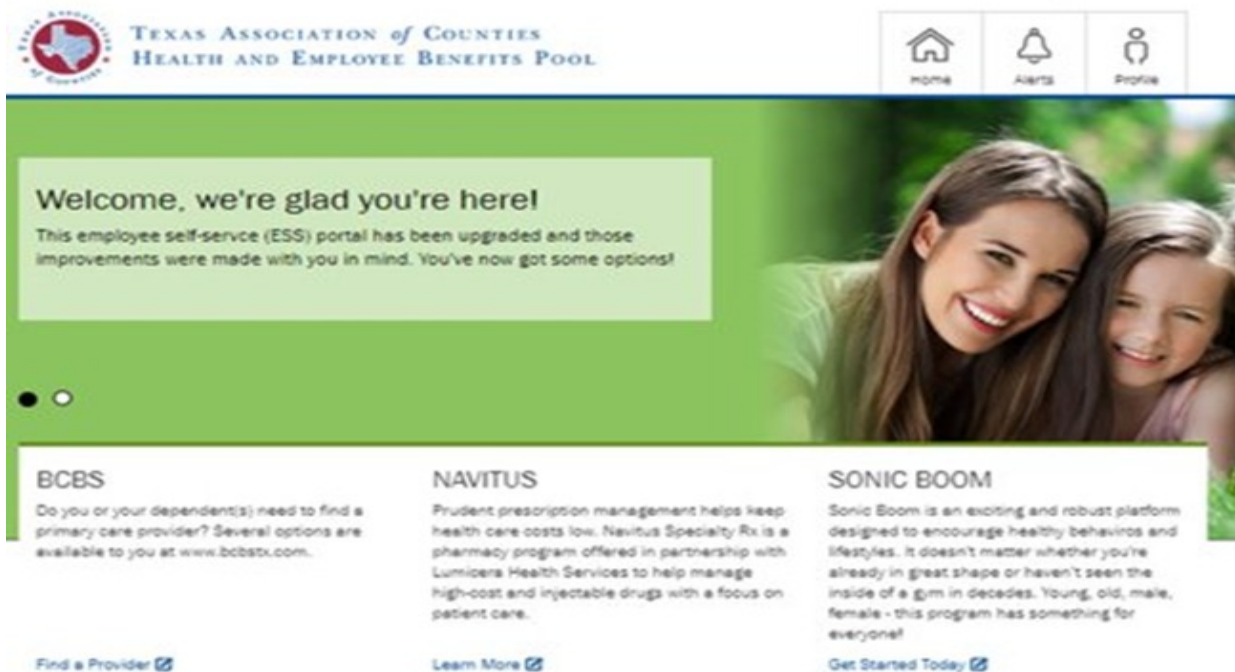 TEXAS ASSOCIATION
of COUNTIES
TEXAS ASSOCIATION of COUNTIES
HEALTH AND EMPLOYEE BENEFITS POOL
Home
Alerts
Profile
Welcome, we're glad you're here!
This employee self-servce (ESS) portal has been upgraded and those
improvements were made with you in mind. You've now got some options!
BCBS
Do you or your dependent(s) need to find a
primary care provider? Several options are
available to you at www.bcbstx.com.
Find a Provider
NAVITUS
Prudent prescription management helps keep
health care costs low. Navitus Specialty Rx is a
pharmacy program offered in partnership with
Lumicera Health Services to help manage
high-cost and injectable drugs with a focus on
patient care.
Learn More
SONIC BOOM
Sonic Boom is an exciting and robust platform
designed to encourage healthy behaviros and
lifestyles. It doesn't matter whether you're
already in great shape or haven't seen the
inside of a gym in decades. Young, old, male,
female - this program has something for
everyone!
Get Started Today